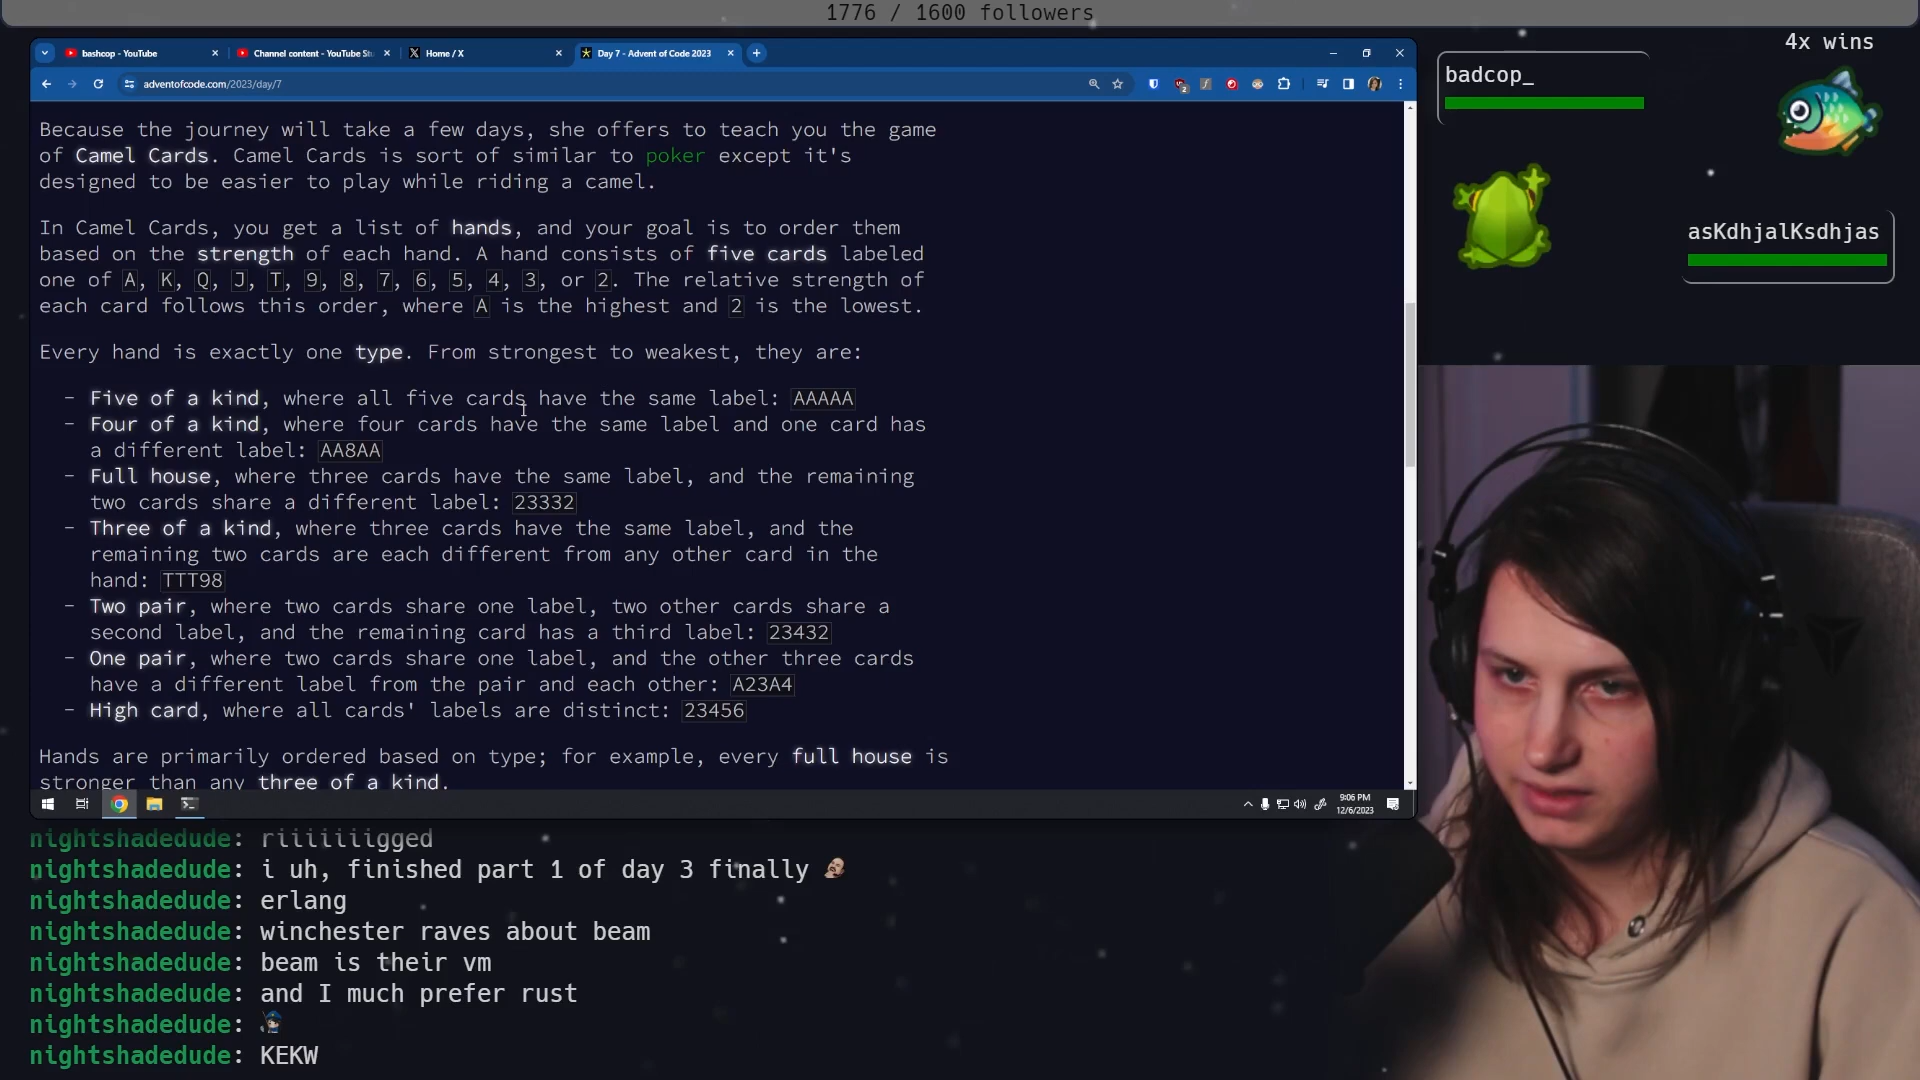 1776 / 1600 followers
bashcop - YouTube
Channel content - YouTube Stu
Home / X
Day 7 - Advent of Code 2023
adventofcode.com/2023/day/7
4x wins
badcop_
asKdhjalKsdhjas
Because the journey will take a few days, she offers to teach you the game
of Camel Cards. Camel Cards is sort of similar to poker except it's
designed to be easier to play while riding a camel.
In Camel Cards, you get a list of hands, and your goal is to order them
based on the strength of each hand. A hand consists of five cards labeled
one of A, K, Q, J, T, 9, 8, 7, 6, 5, 4, 3, or 2. The relative strength of
each card follows this order, where A is the highest and 2 is the lowest.
Every hand is exactly one type. From strongest to weakest, they are:
- Five of a kind, where all five cards have the same label: AAAAA
- Four of a kind, where four cards have the same label and one card has
a different label: AA8AA
- Full house, where three cards have the same label, and the remaining
two cards share a different label: 23332
- Three of a kind, where three cards have the same label, and the
remaining two cards are each different from any other card in the
hand: TTT98
- Two pair, where two cards share one label, two other cards share a
second label, and the remaining card has a third label: 23432
- One pair, where two cards share one label, and the other three cards
have a different label from the pair and each other: A23A4
- High card, where all cards' labels are distinct: 23456
Hands are primarily ordered based on type; for example, every full house is
stronger than any three of a kind.
9:06 PM
12/6/2023
nightshadedude: riiiiiiigged
nightshadedude: i uh, finished part 1 of day 3 finally
nightshadedude: erlang
nightshadedude: winchester raves about beam
nightshadedude: beam is their vm
nightshadedude: and I much prefer rust
nightshadedude:
nightshadedude: KEKW